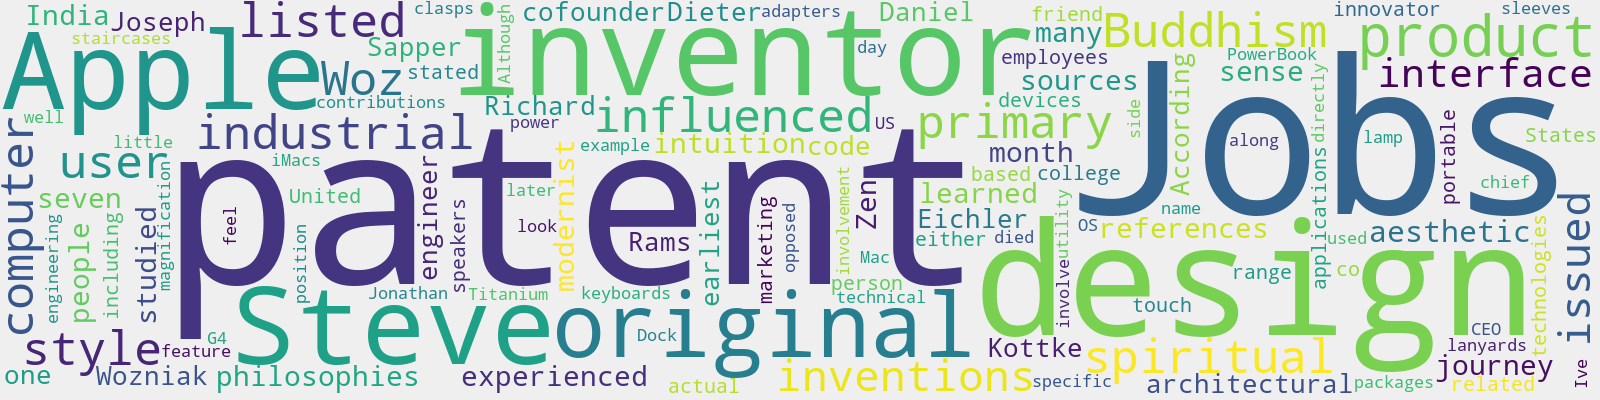 India
Joseph
listed
clasps
cofounder
Dieter
adapters
Daniel
friend
innovator
sleeves
staircases
Apple
Woz
Sapper
stated
Although
inventor
day
many
Buddhism
product
employees
PowerBook
interface
contributions
Richard
influenced
US
sources
sense
devices
According
directly
well
industrial
power
primary
side
Jobs
along
lamp
portable
States
little
user
iMacs
example
intuition
code
month
computer
patent
magnification
seven
United
later
modernist
based
college
learned
chief
engineer
feel
look
Rams
earliest
marketing
opposed
involvement
Zen
Eichler
name
utility
applications
issued
engineering
people
including
studied
position
speakers
either
died
OS
references
used
aesthetic
Mac
person
design
involve
range
co
technologies
Steve
Jonathan
Titanium
keyboards
technical
original
touch
style
feature
G4
Dock
Kottke
CEO
lanyards
one
Wozniak
philosophies
experienced
actual
inventions
spiritual
specific
architectural
packages
journey
related
Ive